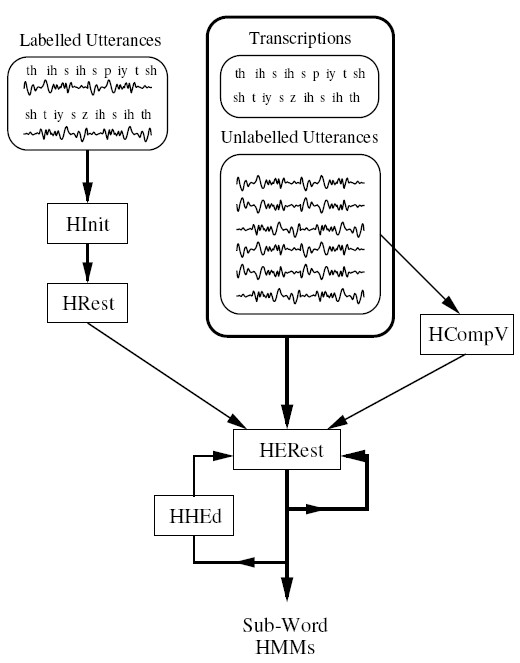 Labelled Utterances
th ih s ih s p iy t sh
sh t iy s z ih s ih th
Transcriptions
th ih s ih s p iy t sh
sh t iy s z ih s ih th
Unlabelled Utterances
HInit
HRest
HCompV
HERest
HHEd
Sub-Word
HMMs